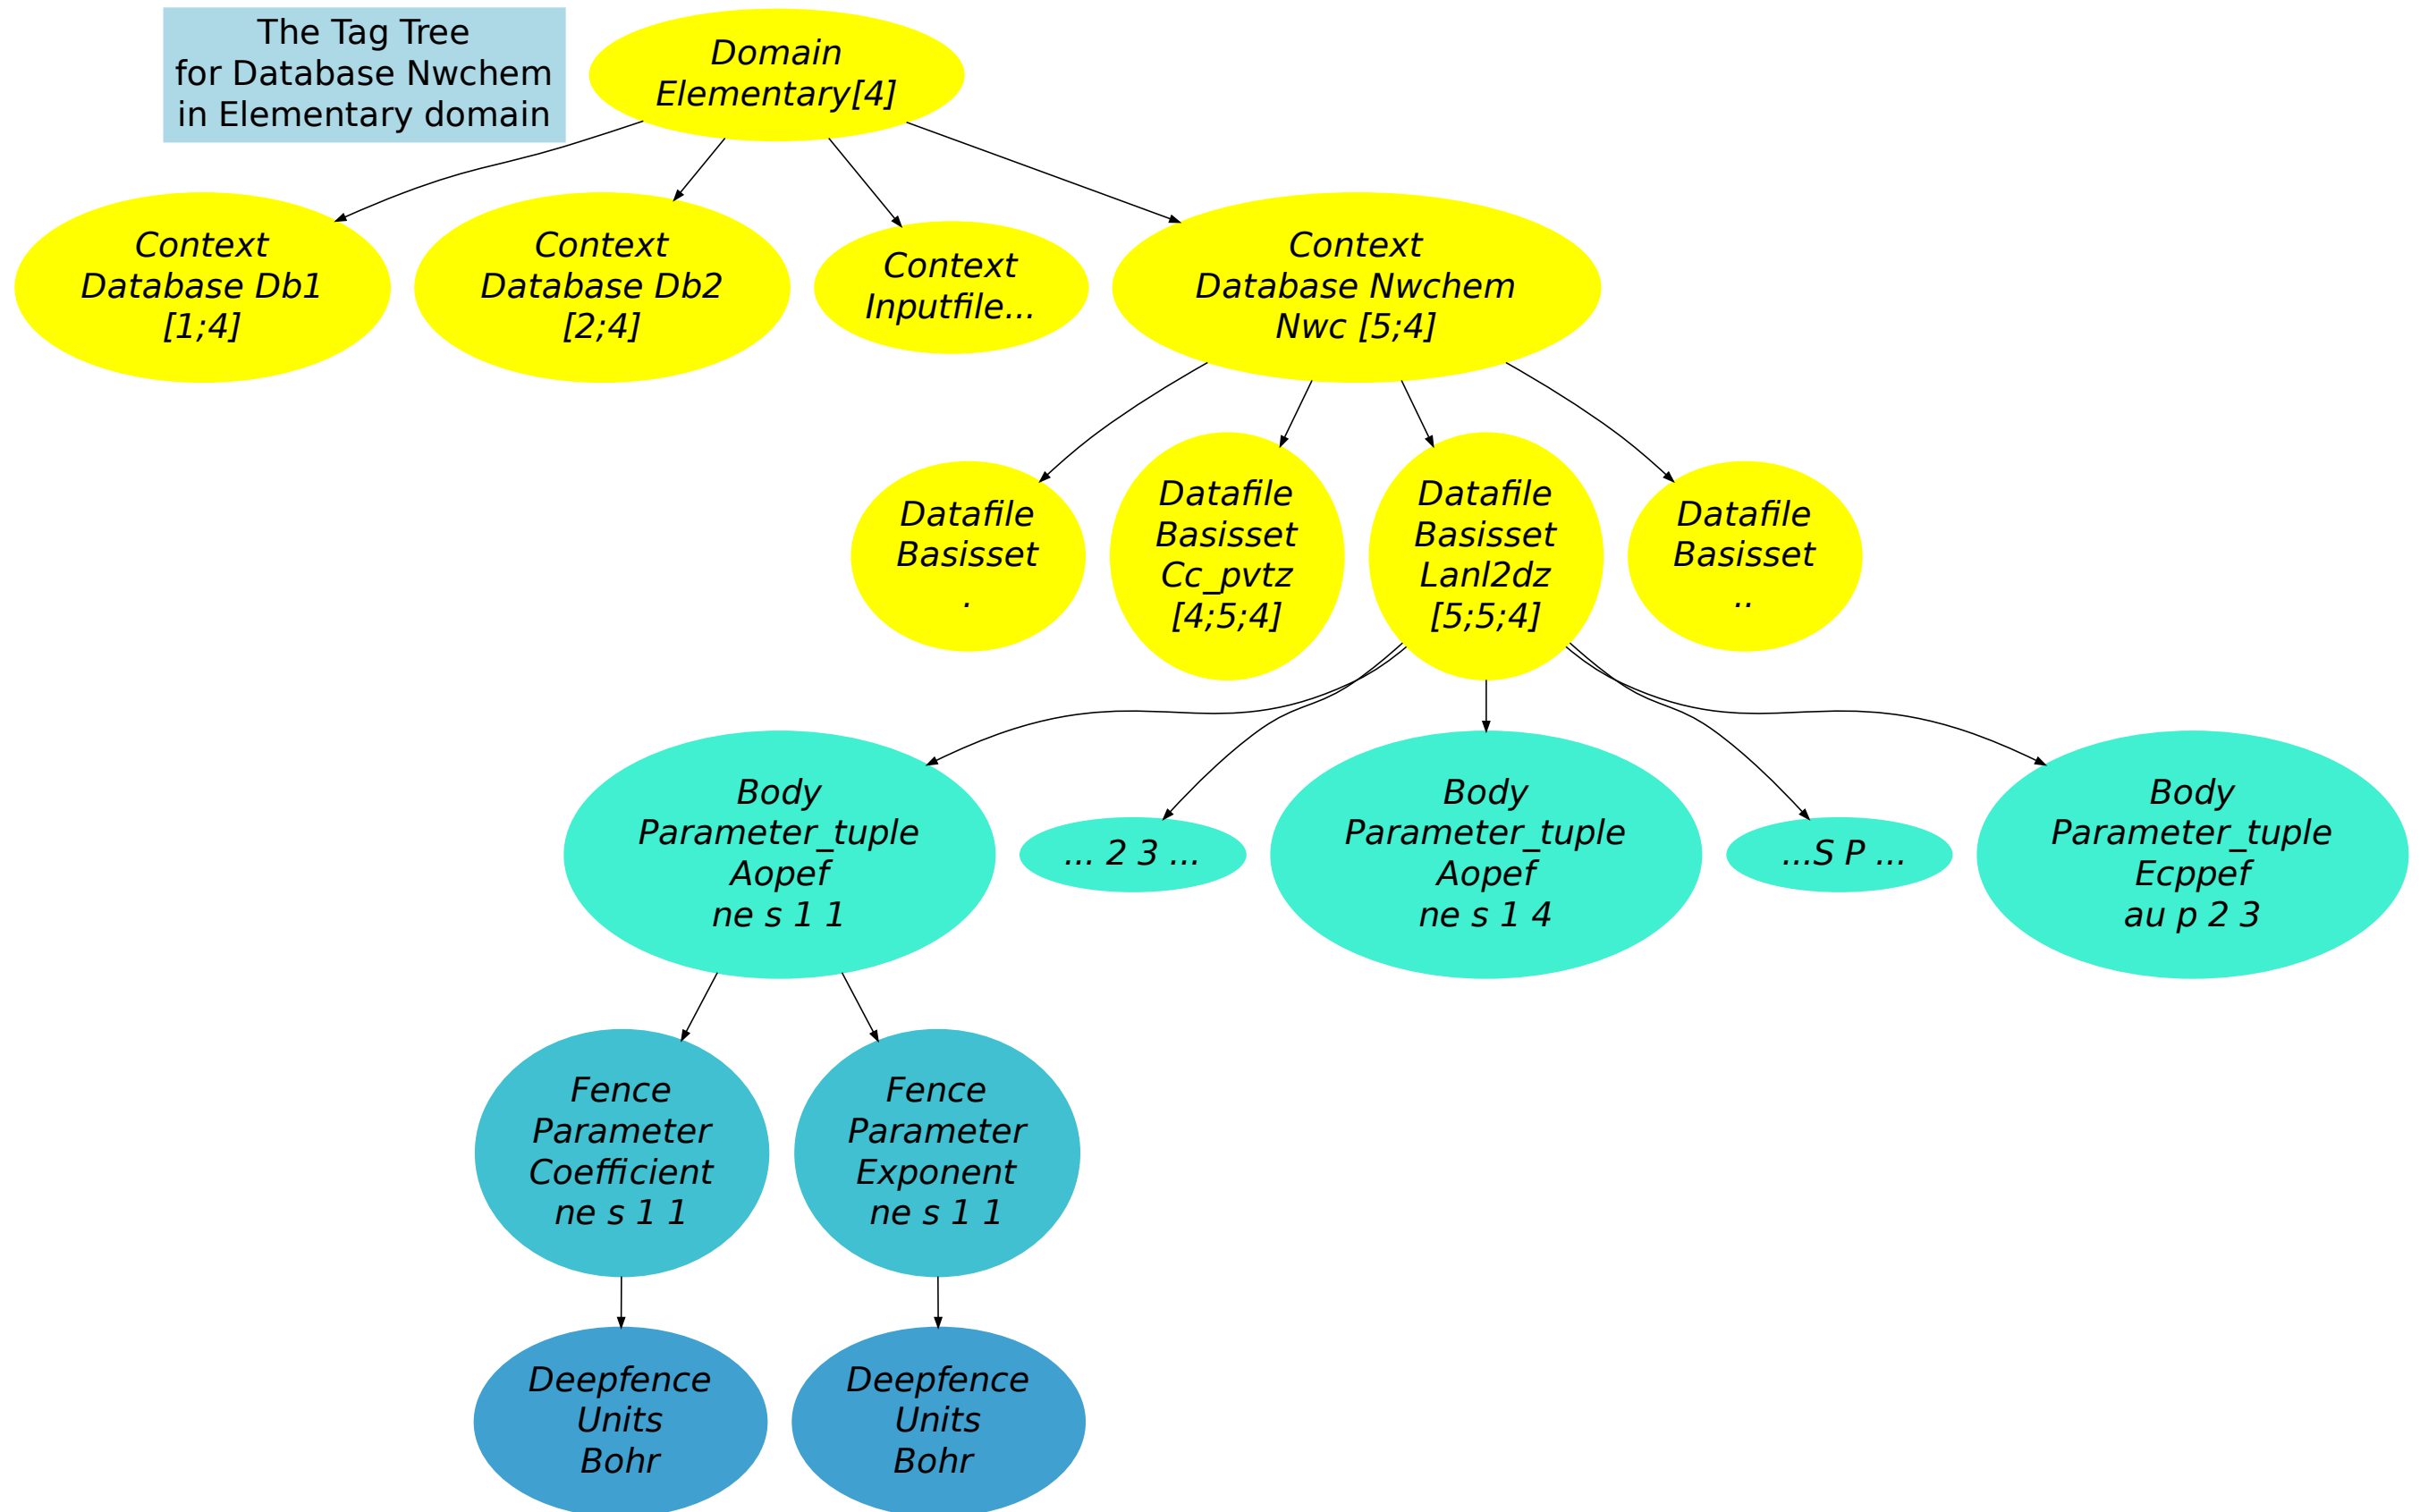 The Tag Tree
for Database Nwchem
in Elementary domain
Domain
Elementary[4]
Context
Database Db1
[1;4]
Context
Database Db2
[2;4]
Context
Inputfile...
Context
Database Nwchem
Nwc [5;4]
Datafile
Basisset
.
Datafile
Basisset
Cc_pvtz
[4;5;4]
Datafile
Basisset
Lanl2dz
[5;5;4]
Datafile
Basisset
..
Body
Parameter_tuple
Aopef
ne s 1 1
... 2 3 ...
Body
Parameter_tuple
Aopef
ne s 1 4
...S P ...
Body
Parameter_tuple
Ecppef
au p 2 3
Fence
Parameter
Coefficient
ne s 1 1
Fence
Parameter
Exponent
ne s 1 1
Deepfence
Units
Bohr
Deepfence
Units
Bohr